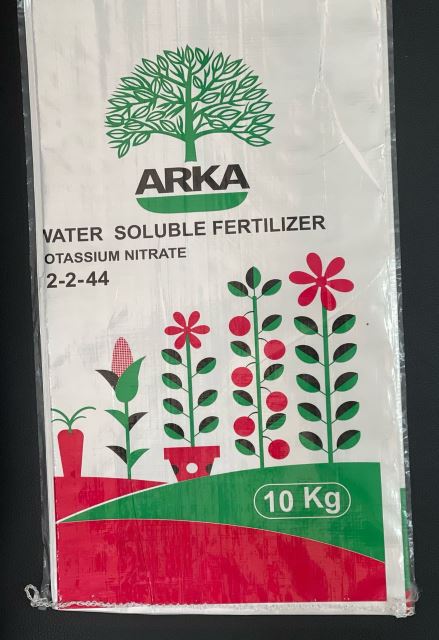 ARKA
WATER SOLUBLE FERTILIZER
OTASSIUM NITRATE
2-2-44
10 Kg